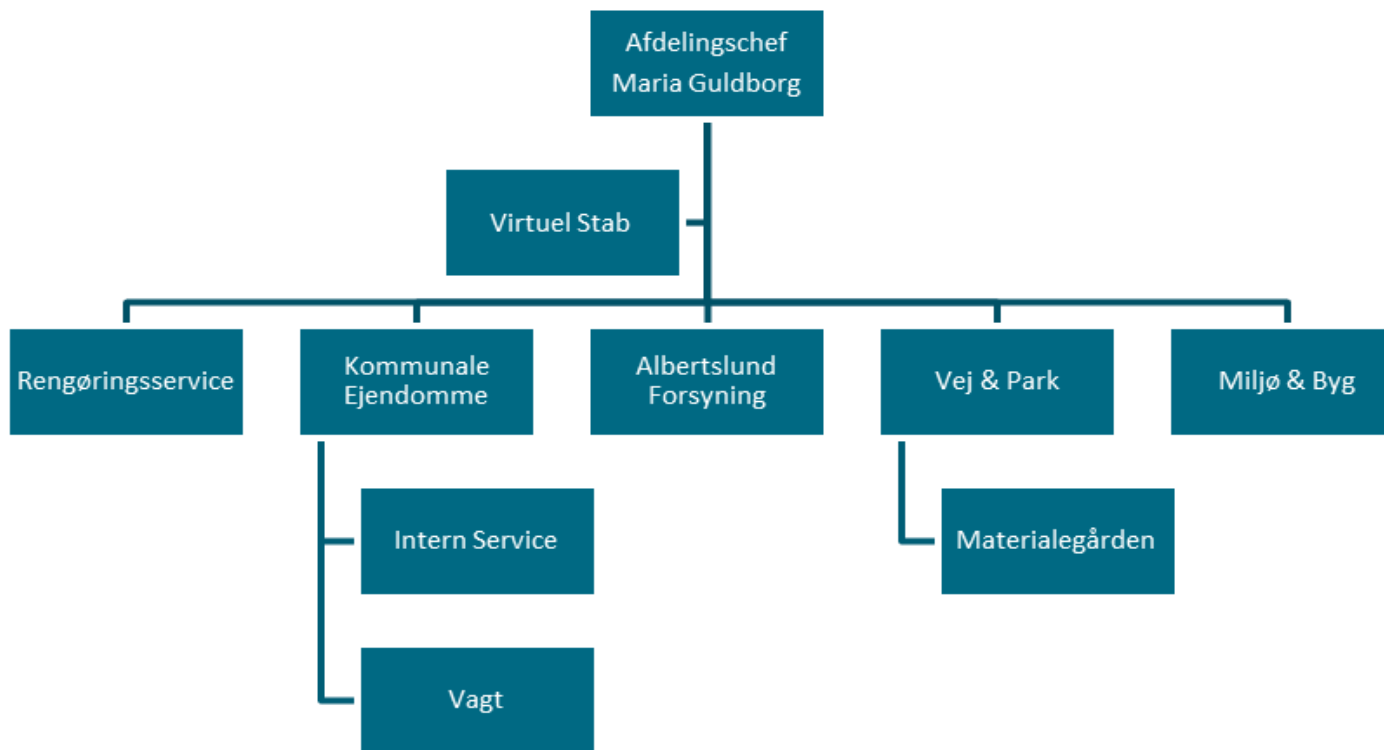 Afdelingschef
Maria Guldborg
Virtuel Stab
Rengøringsservice
Kommunale
Ejendomme
Albertslund
Forsyning
Vej & Park
Miljø & Byg
Intern Service
Materialegården
Vagt